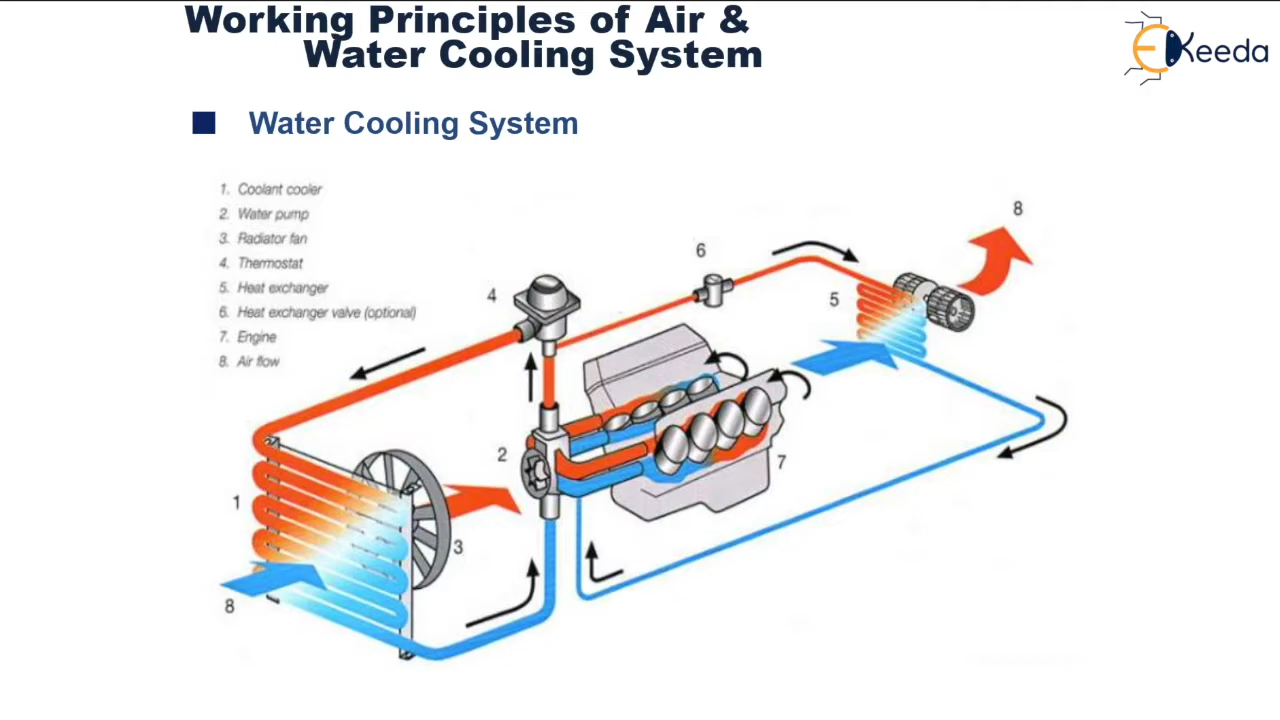 Working Principles of Air &
Water Cooling System
EKeeda
Water Cooling System
1. Coolant cooler
2. Water pump
3. Radiator fan
4. Thermostat
5. Heat exchanger
6. Heat exchanger valve (optional)
7. Engine
8. Air flow
8
6
4
5
2
7
1
3
8